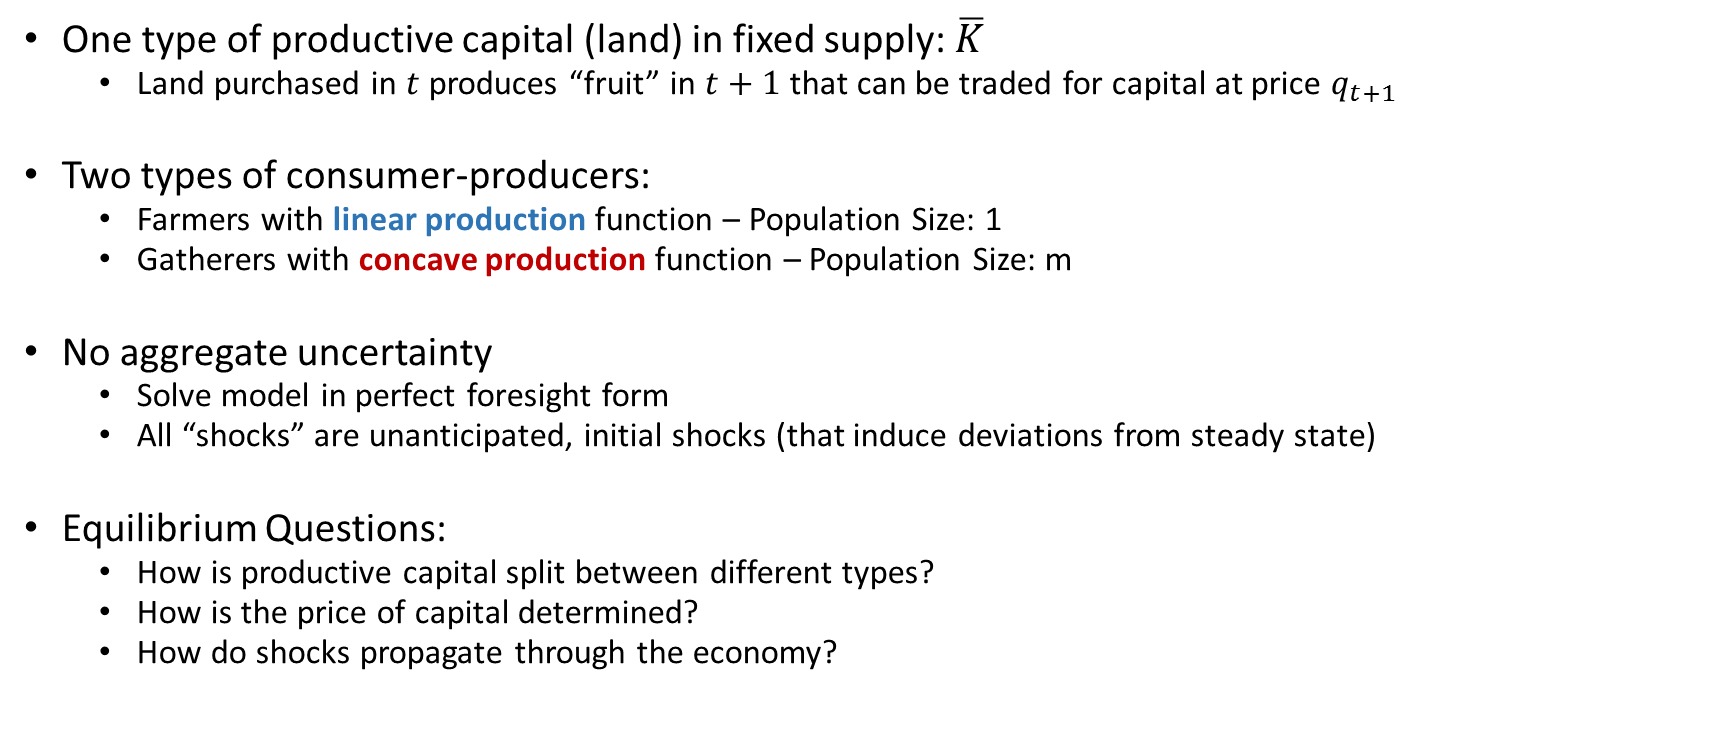 • One type of productive capital (land) in fixed supply: K̅
• Land purchased in t produces “fruit” in t + 1 that can be traded for capital at price qₜ₊₁
• Two types of consumer-producers:
• Farmers with linear production function – Population Size: 1
• Gatherers with concave production function – Population Size: m
• No aggregate uncertainty
• Solve model in perfect foresight form
• All “shocks” are unanticipated, initial shocks (that induce deviations from steady state)
• Equilibrium Questions:
• How is productive capital split between different types?
• How is the price of capital determined?
• How do shocks propagate through the economy?